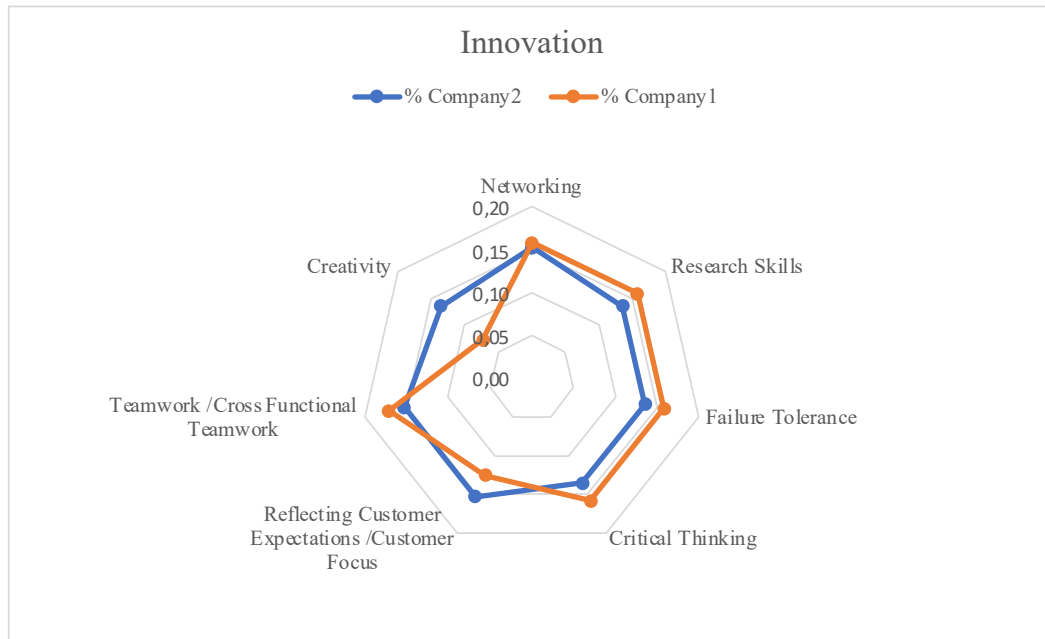 Innovation
% Company2
% Company1
Networking
0,20
0,15
0,10
0,05
0,00
Research Skills
Failure Tolerance
Critical Thinking
Reflecting Customer
Expectations /Customer
Focus
Teamwork /Cross Functional
Teamwork
Creativity